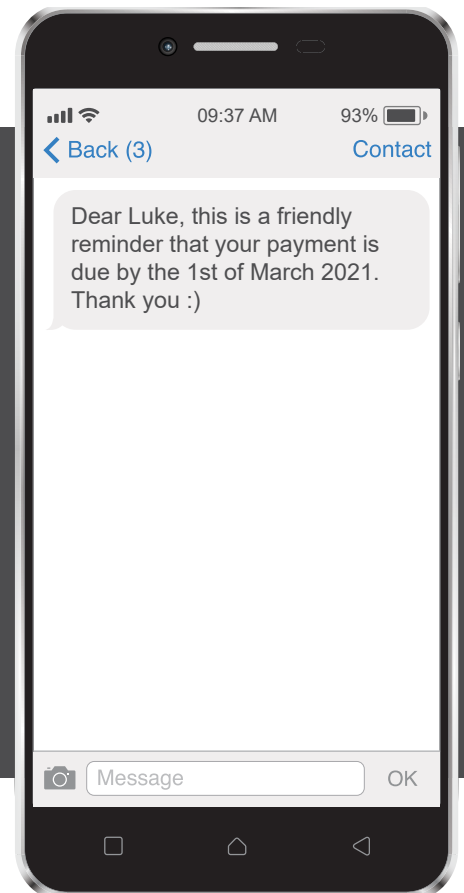 09:37 AM 93%
Back (3) Contact
Dear Luke, this is a friendly
reminder that your payment is
due by the 1st of March 2021.
Thank you :)
Message OK